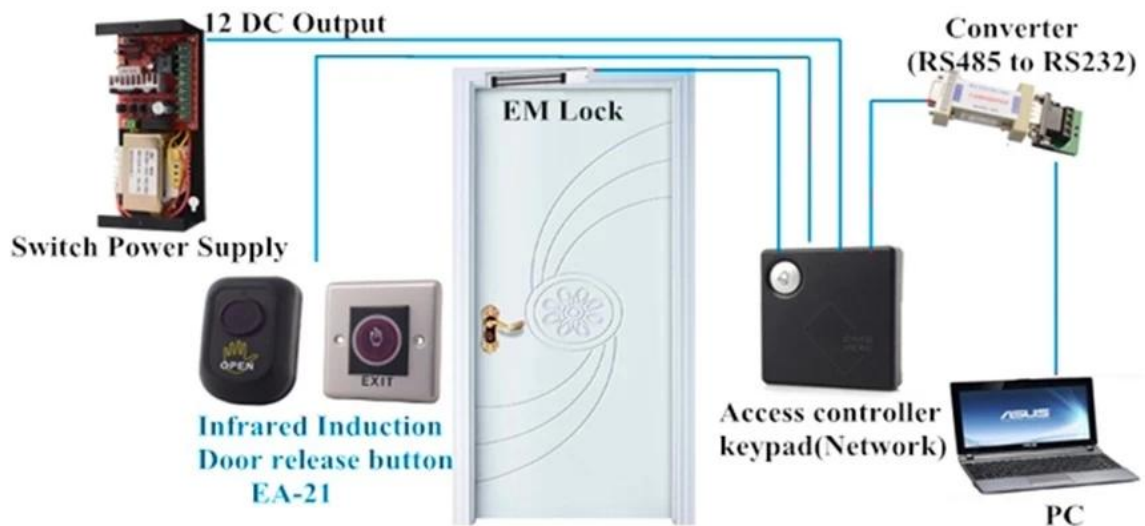 12 DC Output
Converter
(RS485 to RS232)
EM Lock
Switch Power Supply
OPEN
EXIT
Infrared Induction
Door release button
EA-21
Access controller
keypad(Network)
ASUS
PC